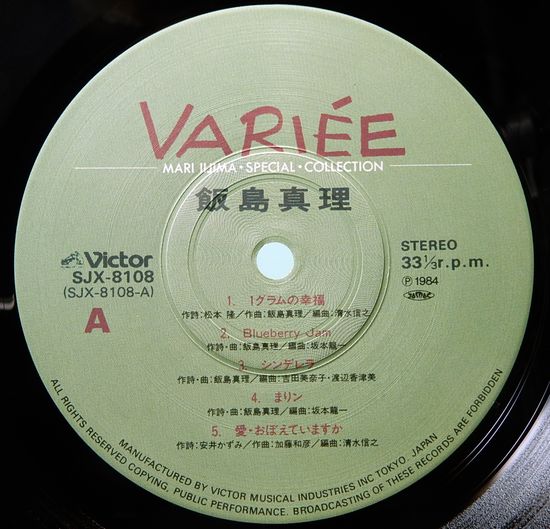 VARIÉE
MARI IIJIMA・SPECIAL・COLLECTION
飯島真理
Victor
SJX-8108
(SJX-8108-A)
A
STEREO
33⅓r.p.m.
Ⓟ1984
JASRAC
1. 1グラムの幸福
作詩:松本 隆/作曲:飯島真理/編曲:清水信之
2. Blueberry Jam
作詩・曲:飯島真理/編曲:坂本龍一
3. シンデレラ
作詩・曲:飯島真理/編曲:吉田美奈子・渡辺香津美
4. まりン
作詩・曲:飯島真理/編曲:坂本龍一
5. 愛・おぼえていますか
作詩:安井かずみ/作曲:加藤和彦/編曲:清水信之
ALL RIGHTS RESERVED COPYING, PUBLIC PERFORMANCE, BROADCASTING OF THESE RECORDS ARE FORBIDDEN
MANUFACTURED BY VICTOR MUSICAL INDUSTRIES INC TOKYO, JAPAN